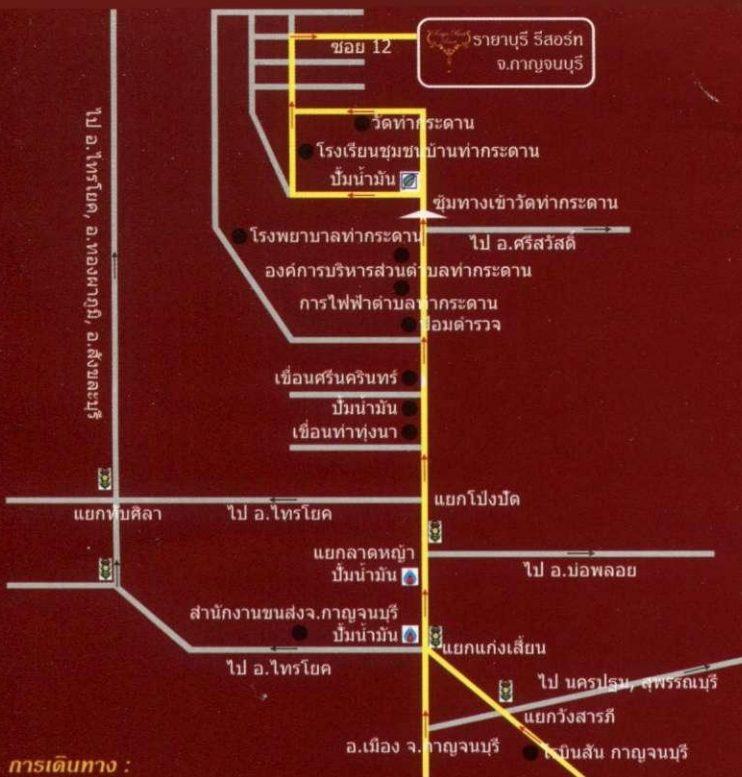 ซอย 12
รายาบุรี รีสอร์ท
จ.กาญจนบุรี
วัดท่ากระดาน
โรงเรียนชุมชนบ้านท่ากระดาน
ปั้มน้ำมัน
ซุ้มทางเข้าวัดท่ากระดาน
โรงพยาบาลท่ากระดาน
ไป อ.ศรีสวัสดิ์
องค์การบริหารส่วนตำบลท่ากระดาน
การไฟฟ้าตำบลท่ากระดาน
ป้อมตำรวจ
ไป อ.ไทรโยค, อ.ทองผาภูมิ, อ.สังขละบุรี
เขื่อนศรีนครินทร์
ปั้มน้ำมัน
เขื่อนท่าทุ่งนา
แยกโป่งปัด
แยกทับศิลา
ไป อ.ไทรโยค
แยกลาดหญ้า
ปั้มน้ำมัน
ไป อ.บ่อพลอย
สำนักงานขนส่งจ.กาญจนบุรี
ปั้มน้ำมัน
แยกแก่งเสี้ยน
ไป อ.ไทรโยค
ไป นครปฐม, สุพรรณบุรี
แยกวังสารภี
อ.เมือง จ.กาญจนบุรี
โรบินสัน กาญจนบุรี
การเดินทาง :